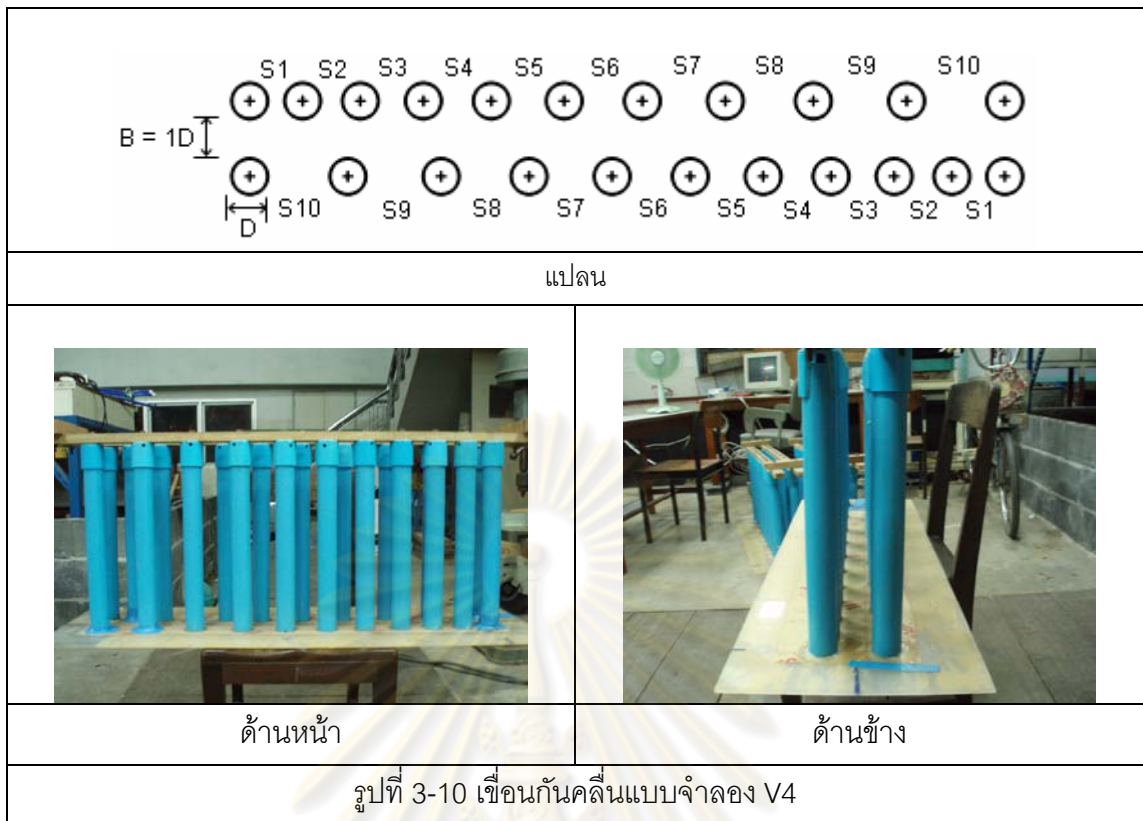 S1 S2 S3 S4 S5 S6 S7 S8 S9 S10
B = 1D
S10 S9 S8 S7 S6 S5 S4 S3 S2 S1
D
แปลน
ด้านหน้า ด้านข้าง
รูปที่ 3-10 เขื่อนกันคลื่นแบบจำลอง V4